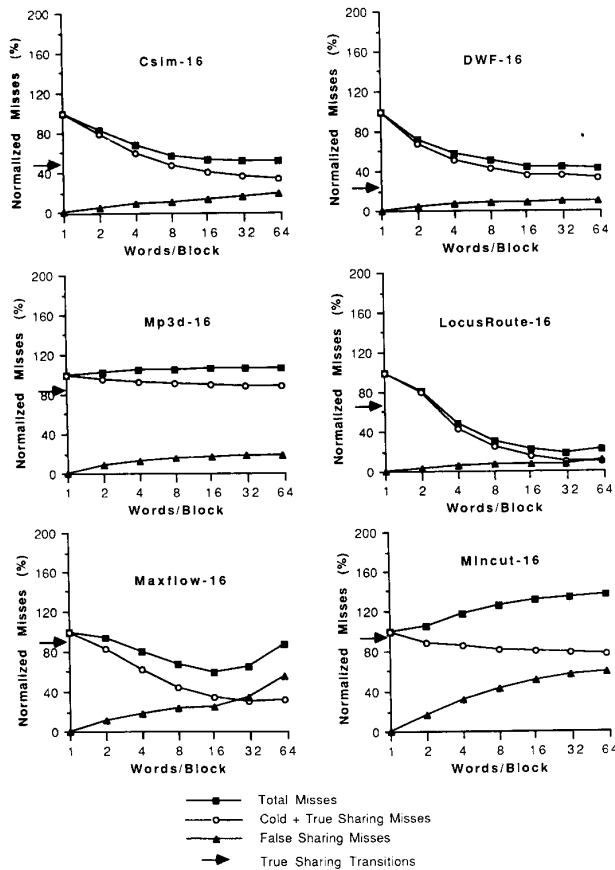 Csim-16
Normalized Misses (%)
200
160
120
80
40
0
1 2 4 8 16 32 64
Words/Block
DWF-16
Normalized Misses (%)
200
160
120
80
40
0
1 2 4 8 16 32 64
Words/Block
Mp3d-16
Normalized Misses (%)
200
160
120
80
40
0
1 2 4 8 16 32 64
Words/Block
LocusRoute-16
Normalized Misses (%)
200
160
120
80
40
0
1 2 4 8 16 32 64
Words/Block
Maxflow-16
Normalized Misses (%)
200
160
120
80
40
0
1 2 4 8 16 32 64
Words/Block
Mincut-16
Normalized Misses (%)
200
160
120
80
40
0
1 2 4 8 16 32 64
Words/Block
Total Misses
Cold + True Sharing Misses
False Sharing Misses
True Sharing Transitions